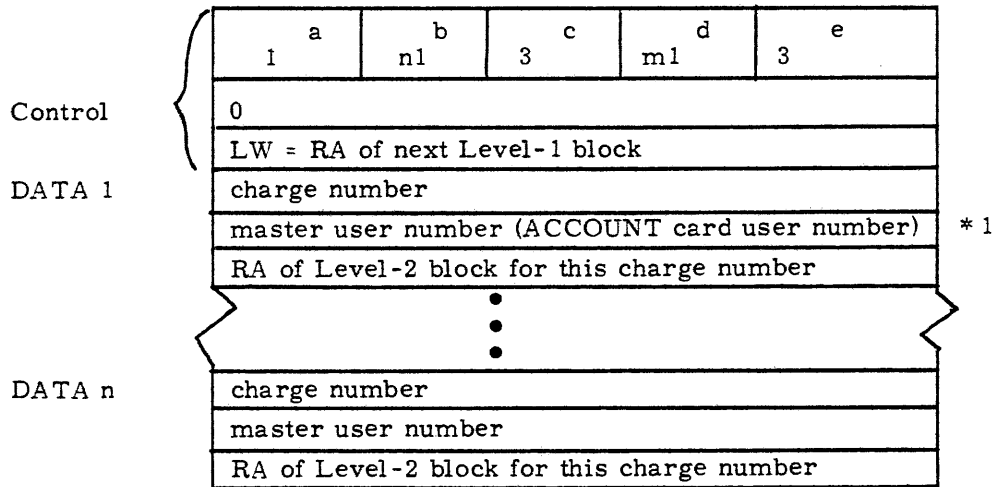 a b c d e
1 n1 3 m1 3
Control
0
LW = RA of next Level-1 block
DATA 1 charge number
master user number (ACCOUNT card user number) * 1
RA of Level-2 block for this charge number
DATA n charge number
master user number
RA of Level-2 block for this charge number